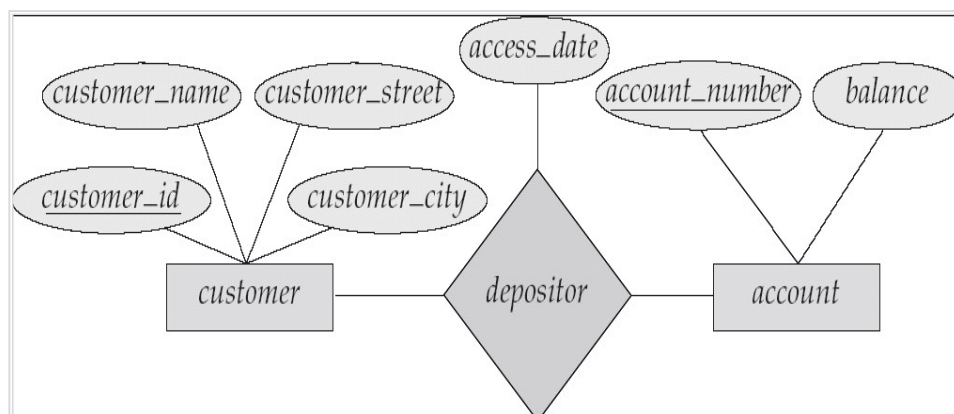 access_date
customer_name customer_street account_number balance
customer_id customer_city
customer depositor account